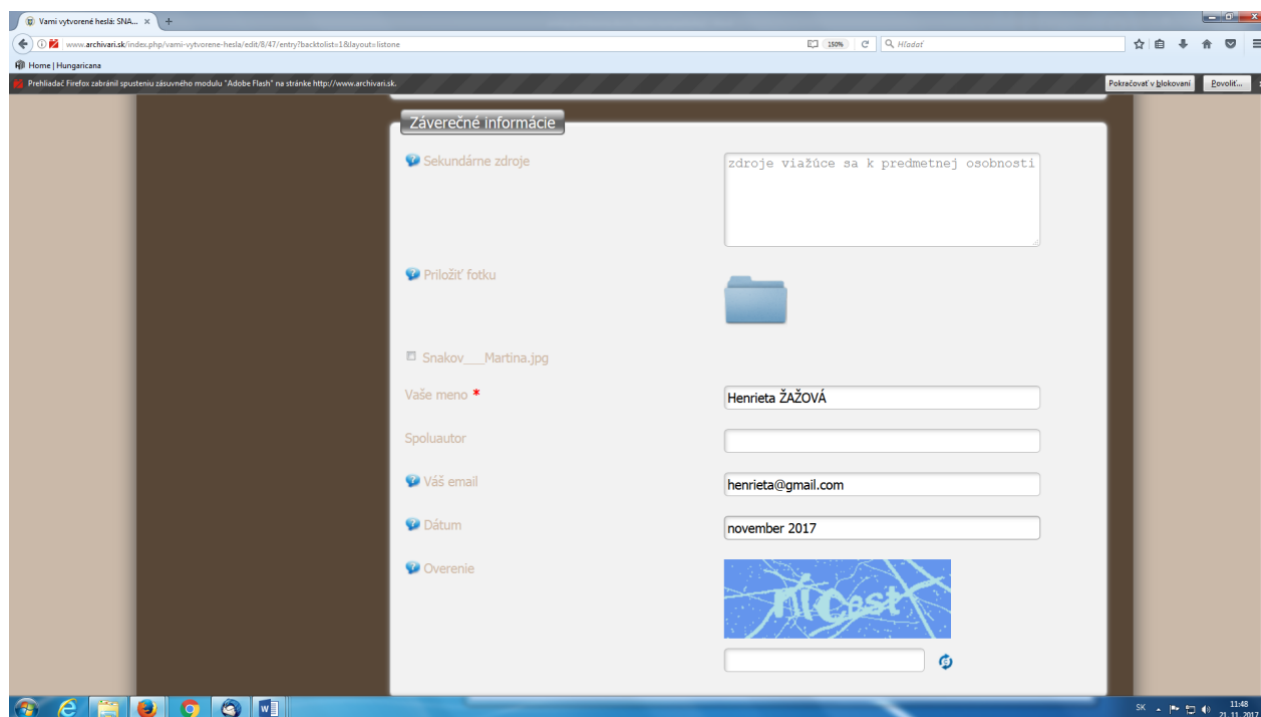 Vami vytvorené heslá: SNA...
www.archivari.sk/index.php/vami-vytvorene-hesla/edit/8/47/entry?backtolist=1&layout=listone
150%
Hľadať
Home | Hungaricana
Prehliadač Firefox zabránil spusteniu zásuvného modulu "Adobe Flash" na stránke http://www.archivari.sk.
Pokračovať v blokovaní
Povoliť...
Záverečné informácie
Sekundárne zdroje
zdroje viažúce sa k predmetnej osobnosti
Priložiť fotku
Snakov___Martina.jpg
Vaše meno *
Henrieta ŽAŽOVÁ
Spoluautor
Váš email
henrieta@gmail.com
Dátum
november 2017
Overenie
nicest
SK
11:48
21. 11. 2017